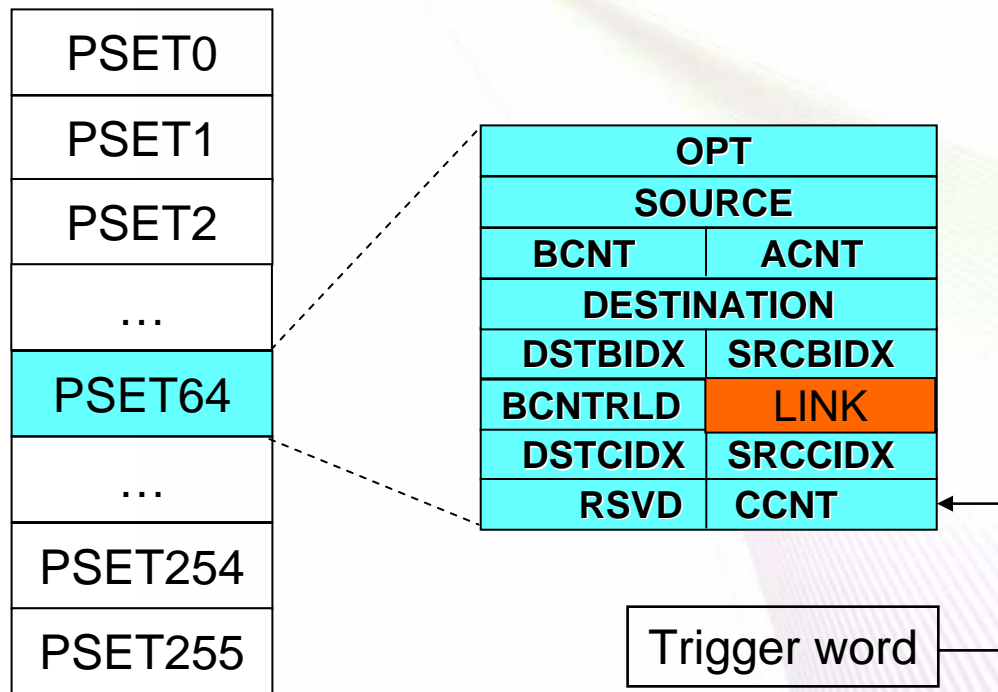 PSET0
PSET1
PSET2
…
PSET64
…
PSET254
PSET255
OPT
SOURCE
BCNT ACNT
DESTINATION
DSTBIDX SRCBIDX
BCNTRLD LINK
DSTCIDX SRCCIDX
RSVD CCNT
Trigger word